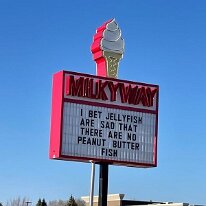 MILKYWAY
I BET JELLYFISH
ARE SAD THAT
THERE ARE NO
PEANUT BUTTER
FISH